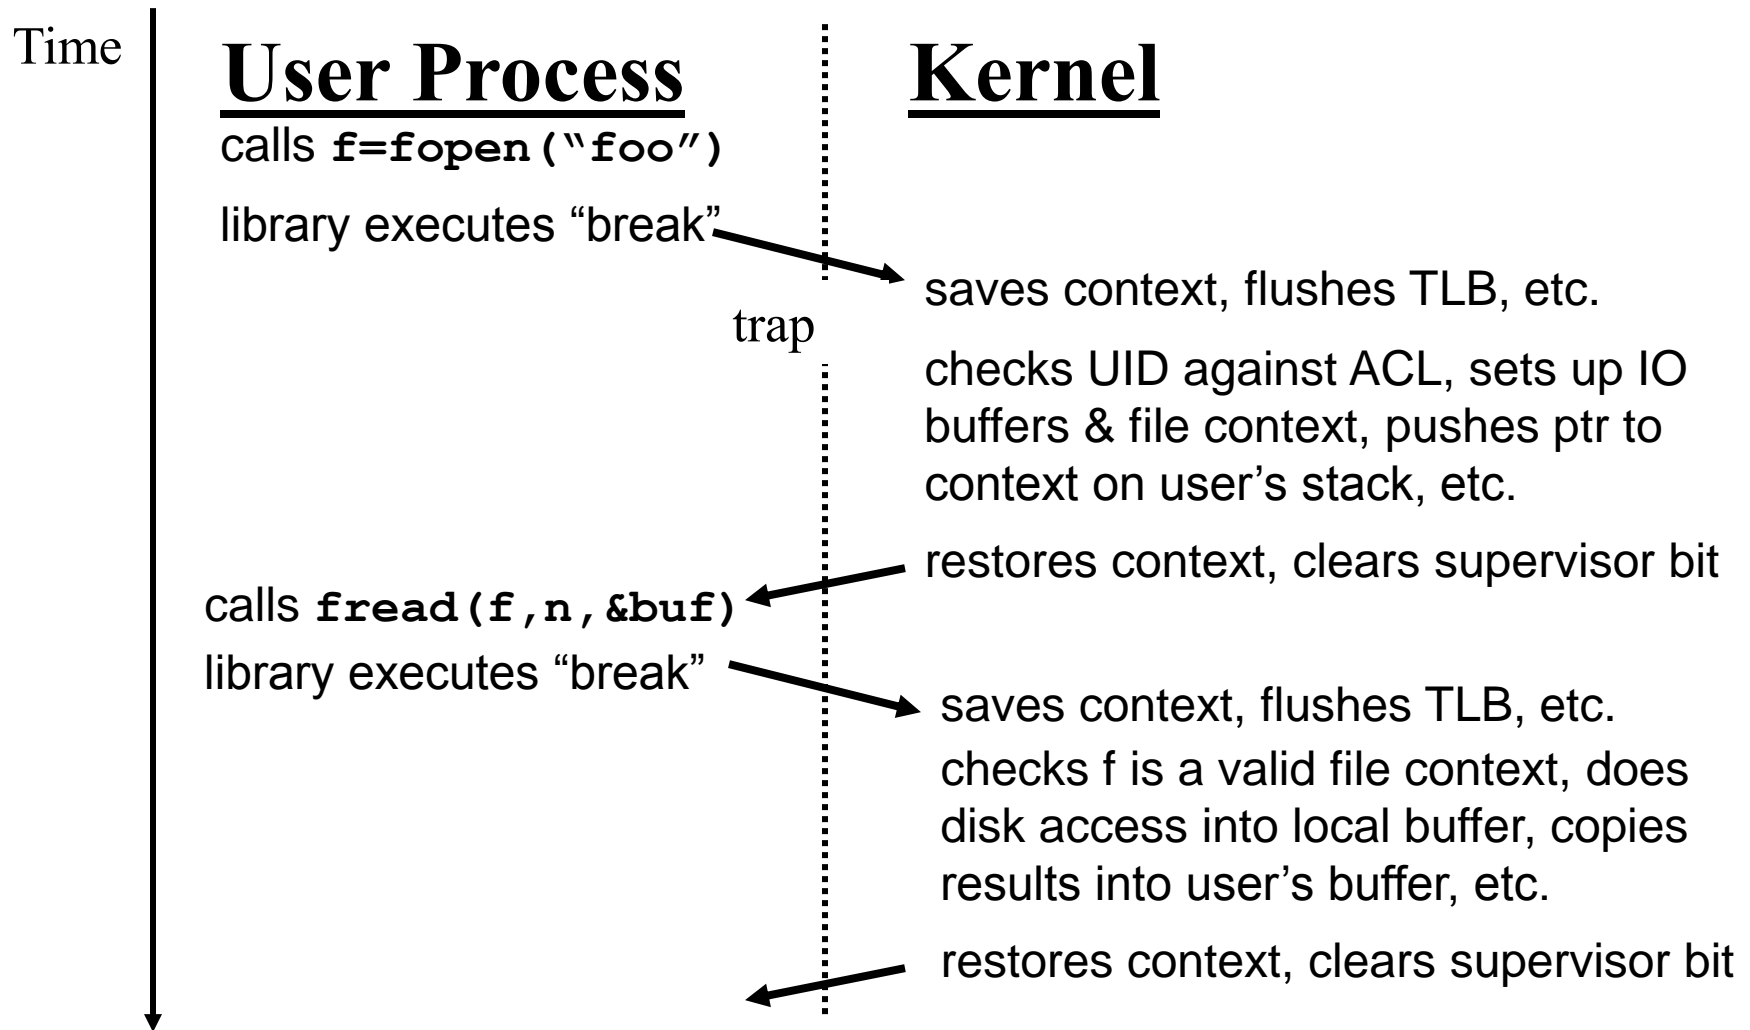 Time
User Process
Kernel
calls f=fopen(“foo”)
library executes “break”
saves context, flushes TLB, etc.
trap
checks UID against ACL, sets up IO
buffers & file context, pushes ptr to
context on user’s stack, etc.
restores context, clears supervisor bit
calls fread(f,n,&buf)
library executes “break”
saves context, flushes TLB, etc.
checks f is a valid file context, does
disk access into local buffer, copies
results into user’s buffer, etc.
restores context, clears supervisor bit